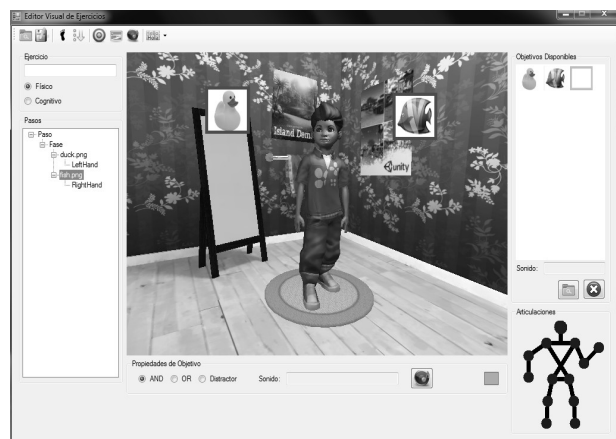 Editor Visual de Ejercicios
Ejercicio
Físico
Cognitivo
Pasos
Paso
Fase
duck.png
LeftHand
fish.png
RightHand
Island Dem
unity
Propiedades de Objetivo
AND
OR
Distractor
Sonido:
Objetivos Disponibles
Sonido:
Articulaciones